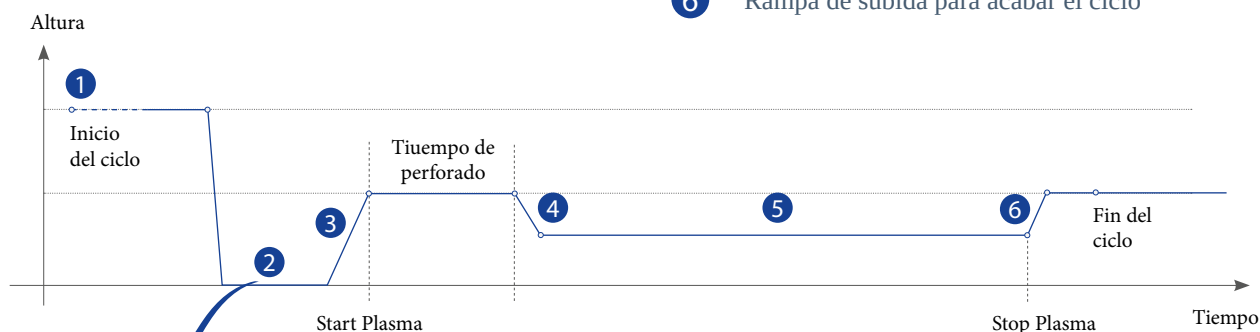 6 Rampa de subida para acabar el ciclo
Altura
1
Inicio
del ciclo
Tiuempo de
perforado
2
3
4
5
6
Fin del
ciclo
Start Plasma
Stop Plasma
Tiempo